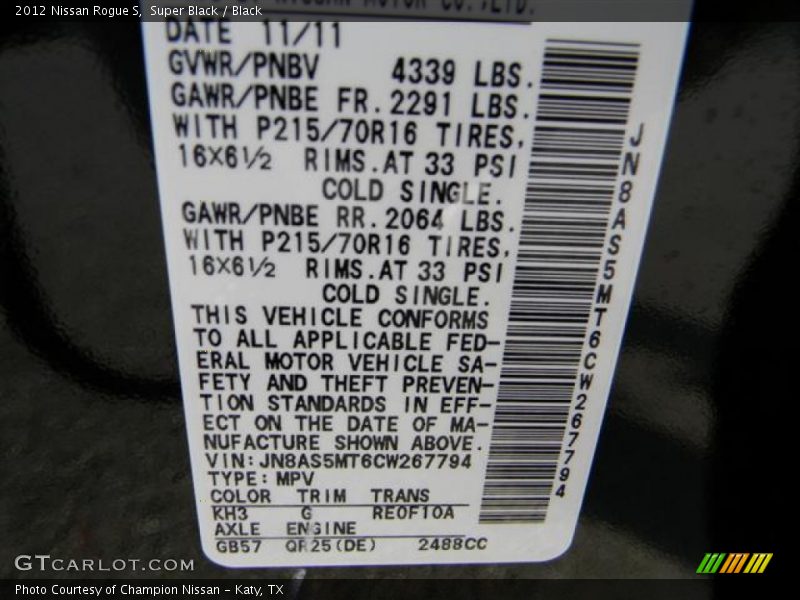 2012 Nissan Rogue S, Super Black / Black
NISSAN MOTOR CO.,LTD.
DATE 11/11
GVWR/PNBV 4339 LBS.
GAWR/PNBE FR. 2291 LBS.
WITH P215/70R16 TIRES,
16X6½ RIMS. AT 33 PSI
COLD SINGLE.
GAWR/PNBE RR. 2064 LBS.
WITH P215/70R16 TIRES,
16X6½ RIMS. AT 33 PSI
COLD SINGLE.
THIS VEHICLE CONFORMS
TO ALL APPLICABLE FED-
ERAL MOTOR VEHICLE SA-
FETY AND THEFT PREVEN-
TION STANDARDS IN EFF-
ECT ON THE DATE OF MA-
NUFACTURE SHOWN ABOVE.
VIN:JN8AS5MT6CW267794
TYPE:MPV
COLOR TRIM TRANS
KH3 G RE0F10A
AXLE ENGINE
GB57 QR25(DE) 2488CC
JN8AS5MT6CW267794
GTCARLOT.COM
Photo Courtesy of Champion Nissan - Katy, TX